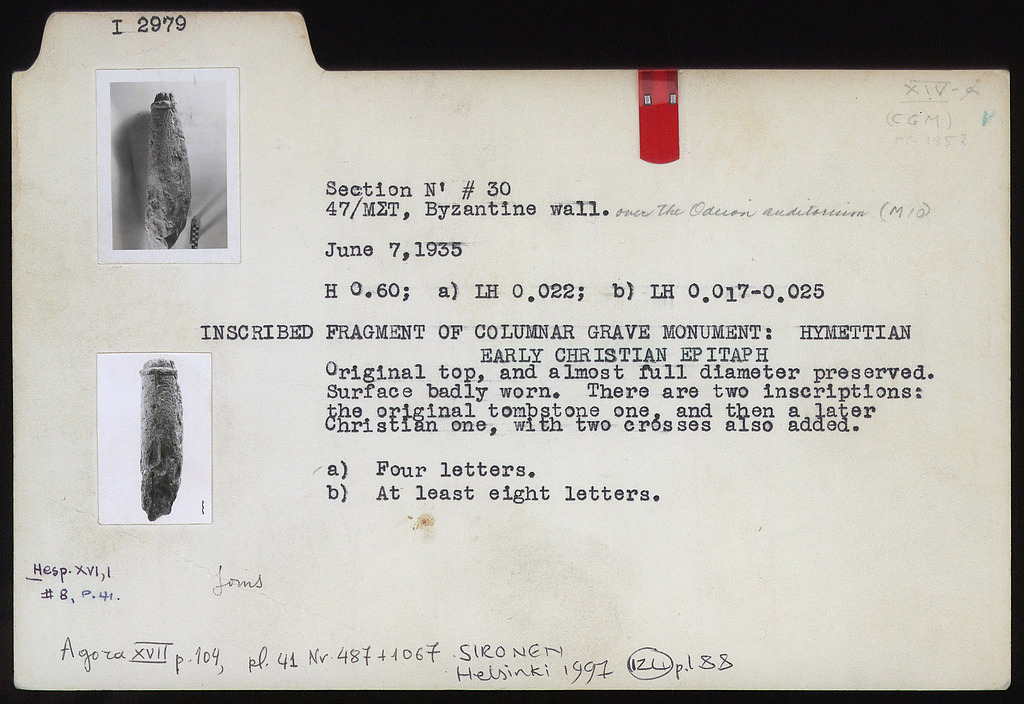 I 2979
XIV-
(CGM)
Section N' # 30
47/ΜΣΤ, Byzantine wall. over the Odeion auditorium
June 7,1935
H 0.60; a) LH 0.022; b) LH 0.017-0.025
INSCRIBED FRAGMENT OF COLUMNAR GRAVE MONUMENT: HYMETTIAN
EARLY CHRISTIAN EPITAPH
Original top, and almost full diameter preserved.
Surface badly worn. There are two inscriptions:
the original tombstone one, and then a later
Christian one, with two crosses also added.
a) Four letters.
b) At least eight letters.
Hesp. XVI,1
# 8, P. 41.
Joins
Agora XVII p. 104, pl. 41 Nr. 487+1067 SIRONEN
Helsinki 1997 124 p.188